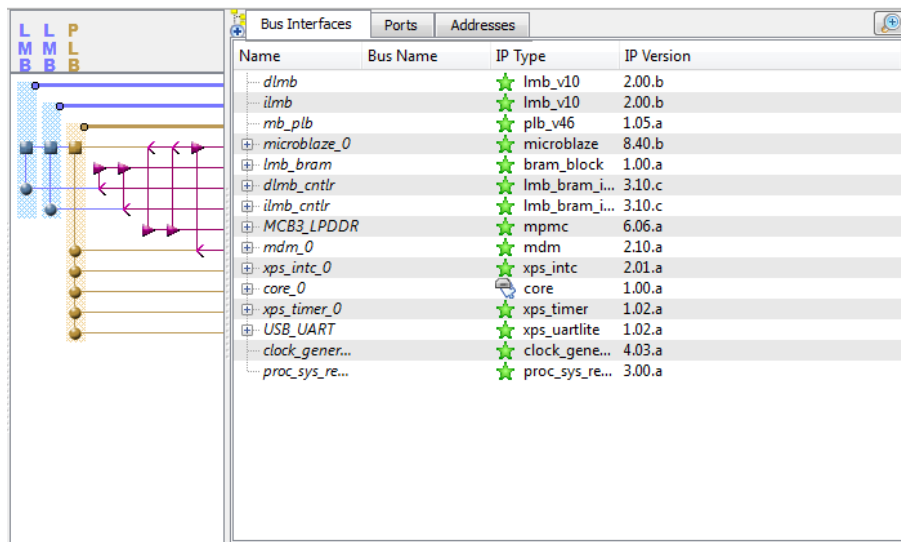 L L P
M M L
B B B
Bus Interfaces Ports Addresses
Name Bus Name IP Type IP Version
dlmb lmb_v10 2.00.b
ilmb lmb_v10 2.00.b
mb_plb plb_v46 1.05.a
microblaze_0 microblaze 8.40.b
lmb_bram bram_block 1.00.a
dlmb_cntlr lmb_bram_i... 3.10.c
ilmb_cntlr lmb_bram_i... 3.10.c
MCB3_LPDDR mpmc 6.06.a
mdm_0 mdm 2.10.a
xps_intc_0 xps_intc 2.01.a
core_0 core 1.00.a
xps_timer_0 xps_timer 1.02.a
USB_UART xps_uartlite 1.02.a
clock_gener... clock_gene... 4.03.a
proc_sys_re... proc_sys_re... 3.00.a